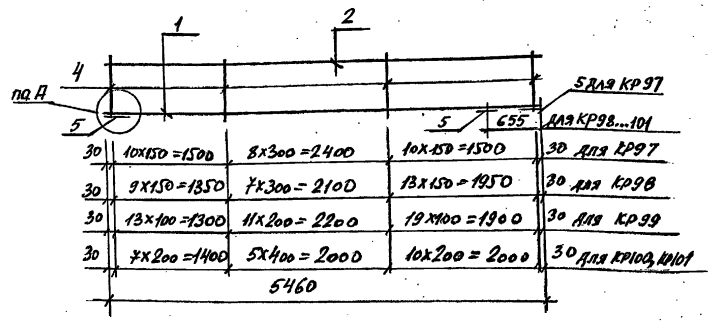 1
2
4
по А
5
5
655
5 для КР97
для КР98...101
30 10х150=1500 8х300=2400 10х150=1500 30 для КР97
30 9х150=1350 7х300=2100 13х150=1950 30 для КР98
30 13х100=1300 11х200=2200 19х100=1900 30 для КР99
30 7х200=1400 5х400=2000 10х200=2000 30 для КР100, КР101
5460